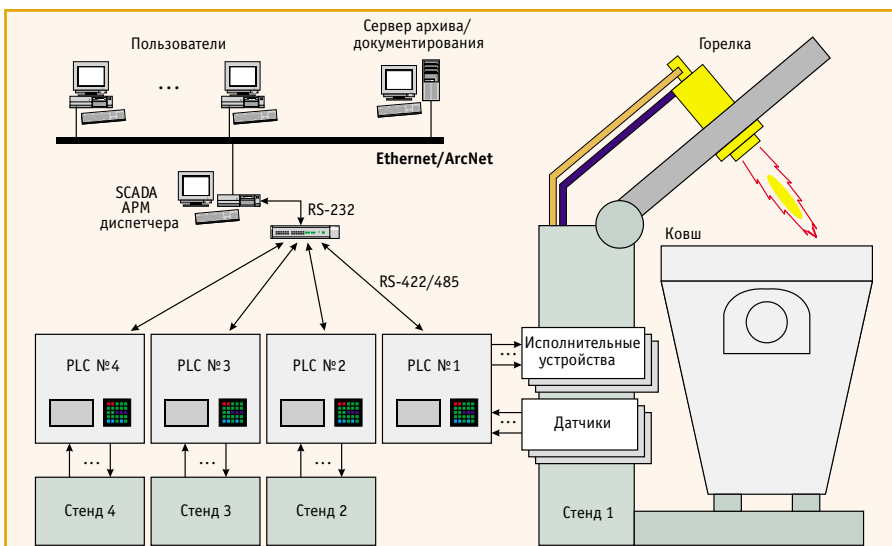 Пользователи
...
Сервер архива/
документирования
Горелка
Ethernet/ArcNet
SCADA
АРМ
диспетчера
RS-232
Ковш
RS-422/485
PLC №4
PLC №3
PLC №2
PLC №1
...
Исполнительные
устройства
...
Датчики
...
...
...
Стенд 4
Стенд 3
Стенд 2
Стенд 1